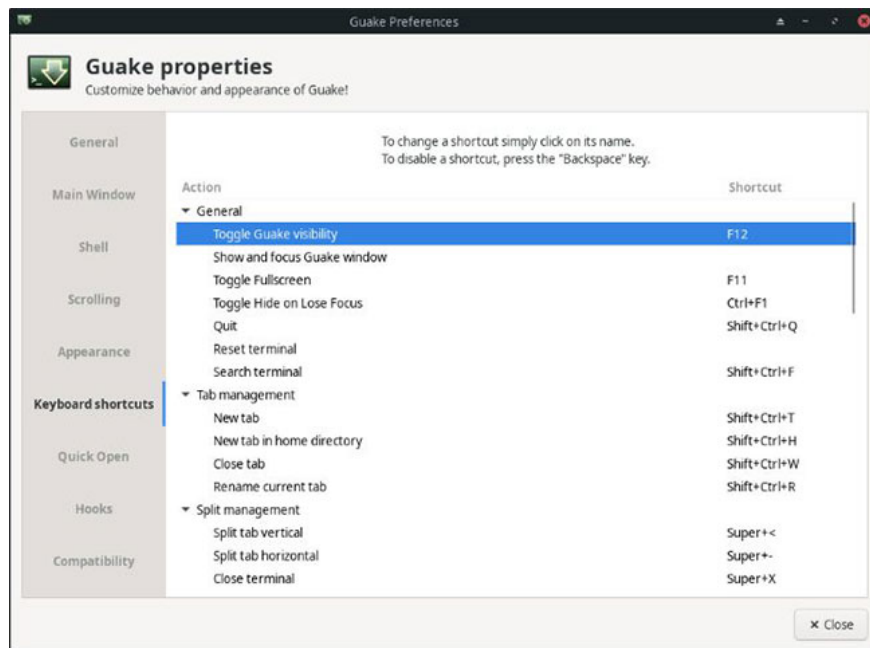 Guake Preferences
Guake properties
Customize behavior and appearance of Guake!
General
Main Window
Shell
Scrolling
Appearance
Keyboard shortcuts
Quick Open
Hooks
Compatibility
To change a shortcut simply click on its name.
To disable a shortcut, press the "Backspace" key.
Action Shortcut
General
Toggle Guake visibility F12
Show and focus Guake window
Toggle Fullscreen F11
Toggle Hide on Lose Focus Ctrl+F1
Quit Shift+Ctrl+Q
Reset terminal
Search terminal Shift+Ctrl+F
Tab management
New tab Shift+Ctrl+T
New tab in home directory Shift+Ctrl+H
Close tab Shift+Ctrl+W
Rename current tab Shift+Ctrl+R
Split management
Split tab vertical Super+<
Split tab horizontal Super+-
Close terminal Super+X
Close